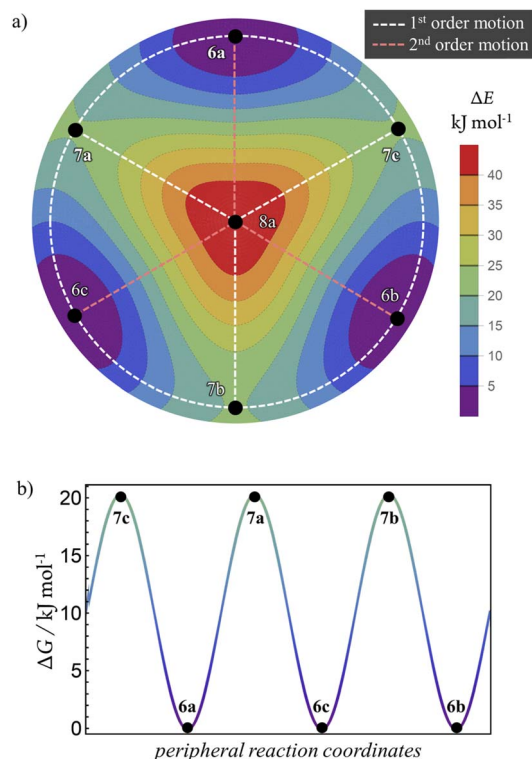 a)
1st order motion
2nd order motion
6a
7a
7c
8a
6c
6b
7b
ΔE
kJ mol-1
40
35
30
25
20
15
10
5
b)
20
15
10
5
0
ΔG / kJ mol-1
7c
7a
7b
6a
6c
6b
peripheral reaction coordinates